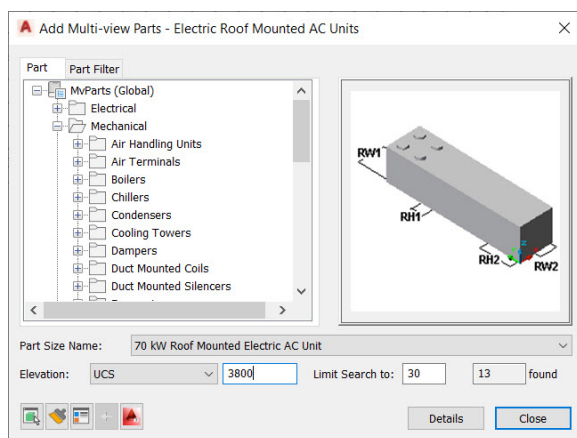 Add Multi-view Parts - Electric Roof Mounted AC Units
Part
Part Filter
MvParts (Global)
Electrical
Mechanical
Air Handling Units
Air Terminals
Boilers
Chillers
Condensers
Cooling Towers
Dampers
Duct Mounted Coils
Duct Mounted Silencers
RW1
RH1
RH2
RW2
Part Size Name: 70 kW Roof Mounted Electric AC Unit
Elevation: UCS 3800 Limit Search to: 30 13 found
Details
Close